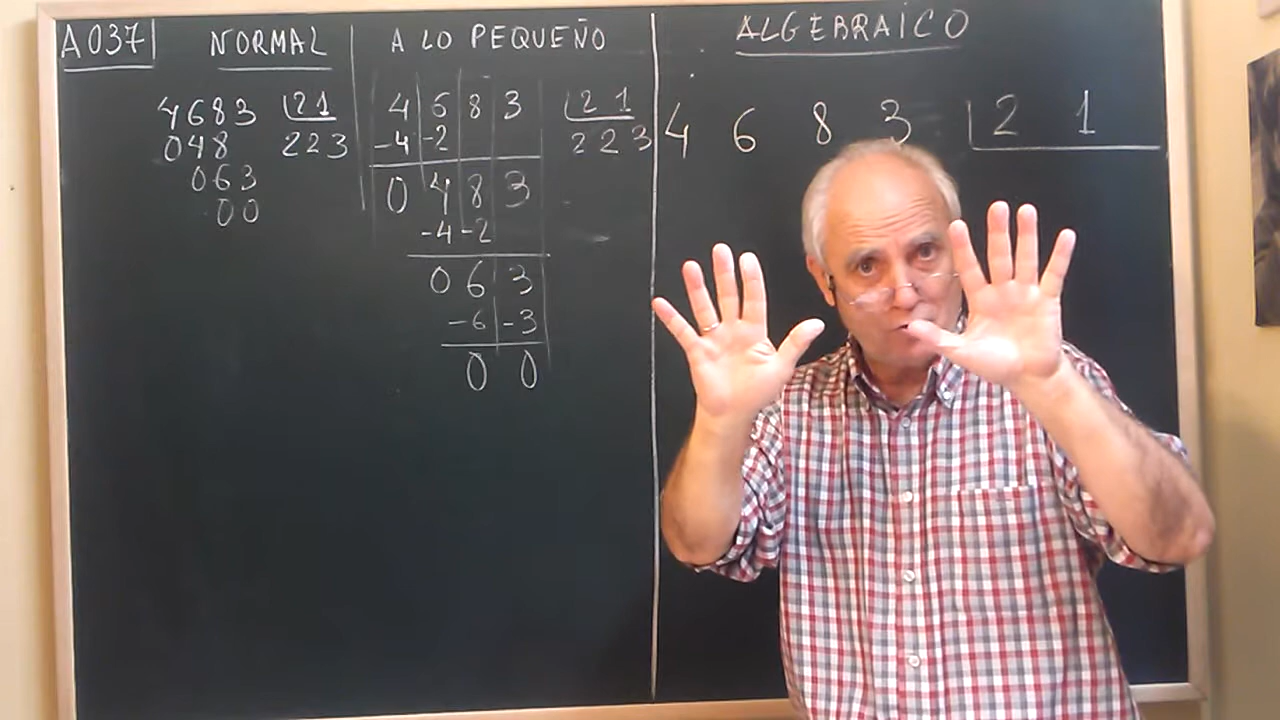 A037
NORMAL
4683 21
048 223
063
00
A LO PEQUEÑO
4 6 8 3 21
-4 -2 223
0 4 8 3
-4 -2
0 6 3
-6 -3
0 0
ALGEBRAICO
4 6 8 3 2 1